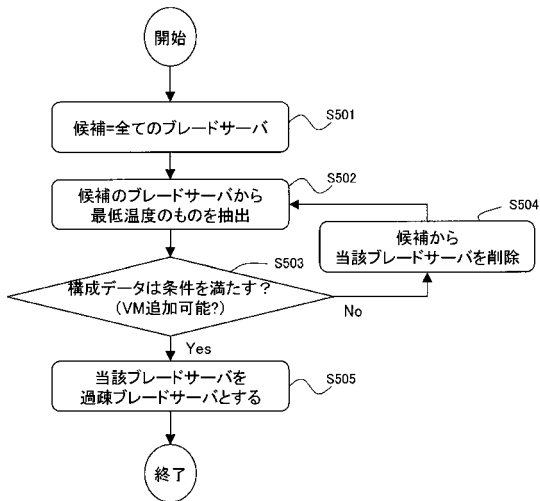 開始
候補=全てのブレードサーバ
S501
候補のブレードサーバから
最低温度のものを抽出
S502
S504
候補から
当該ブレードサーバを削除
S503
構成データは条件を満たす？
(VM追加可能?)
No
Yes
当該ブレードサーバを
過疎ブレードサーバとする
S505
終了